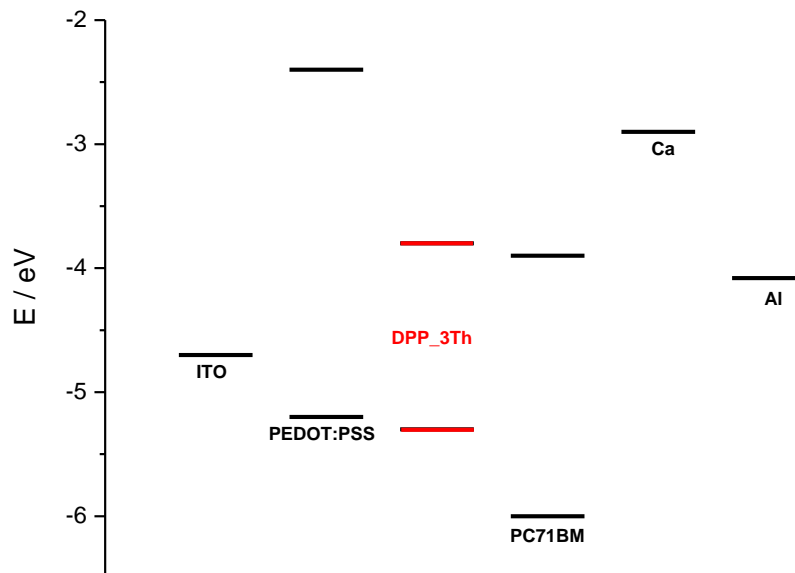 -2
-3
Ca
-4
Al
E / eV
DPP_3Th
ITO
-5
PEDOT:PSS
-6
PC71BM